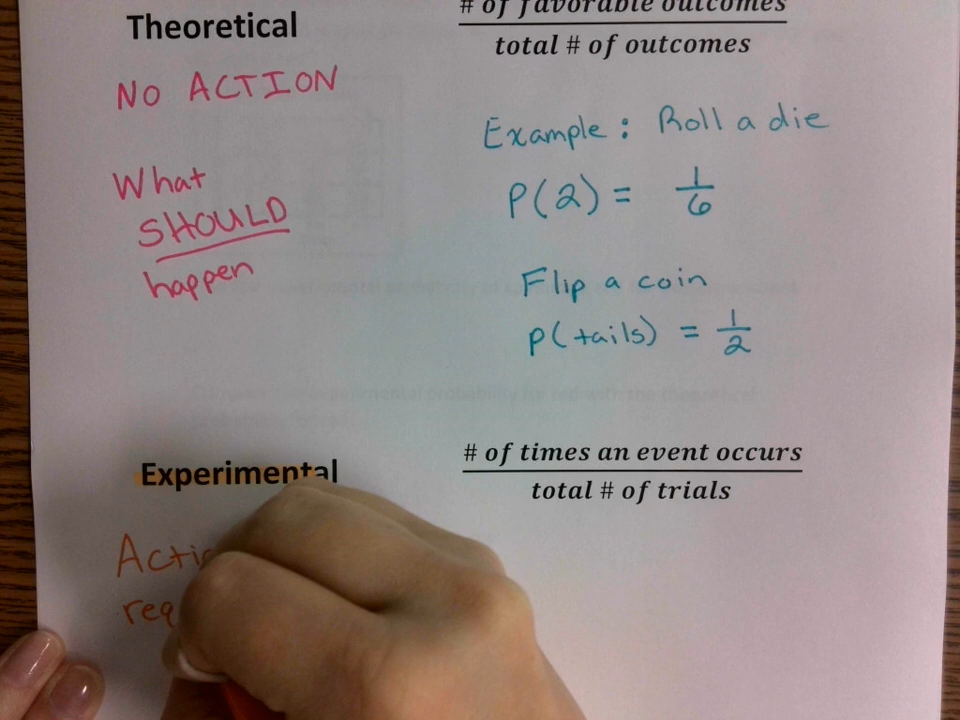 Theoretical
# of favorable outcomes
total # of outcomes
NO ACTION
Example: Roll a die
What
SHOULD
happen
P(2) = 1/6
Flip a coin
P(tails) = 1/2
Experimental
# of times an event occurs
total # of trials